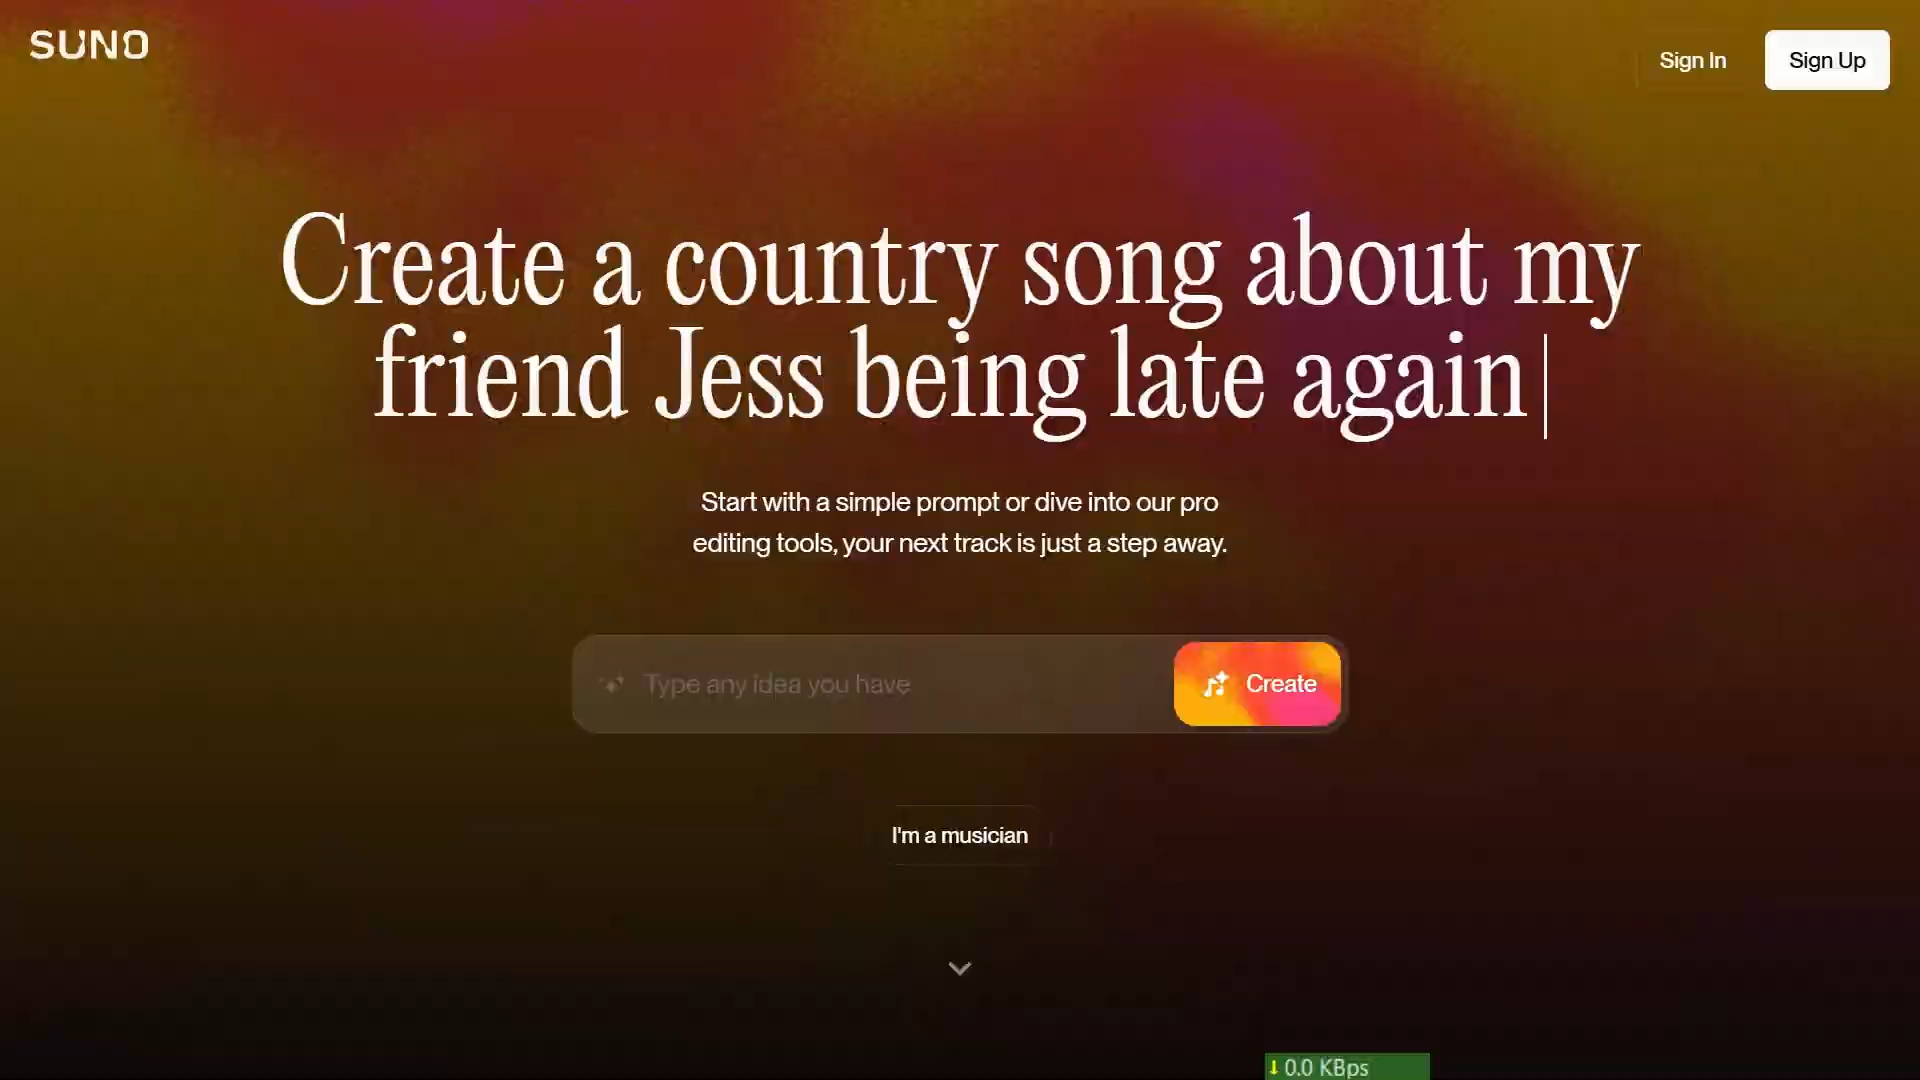 SUNO
Sign In
Sign Up
Create a country song about my
friend Jess being late again
Start with a simple prompt or dive into our pro
editing tools, your next track is just a step away.
Type any idea you have
Create
I'm a musician
0.0 KBps